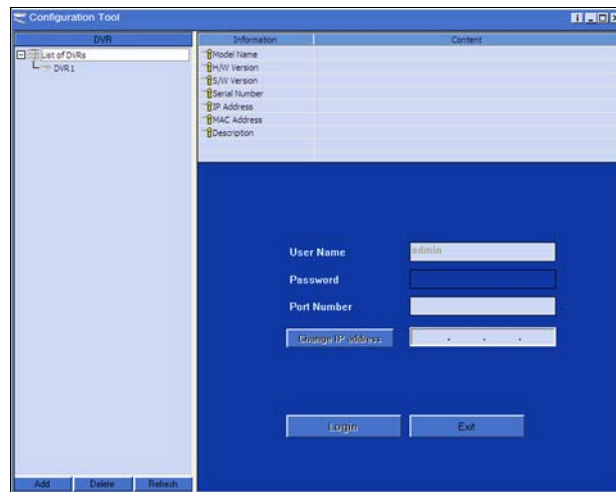 Configuration Tool
DVR
List of DVRs
DVR1
Information Content
Model Name
H/W Version
S/W Version
Serial Number
IP Address
MAC Address
Description
User Name admin
Password
Port Number
Change IP address . . .
Login Exit
Add Delete Refresh